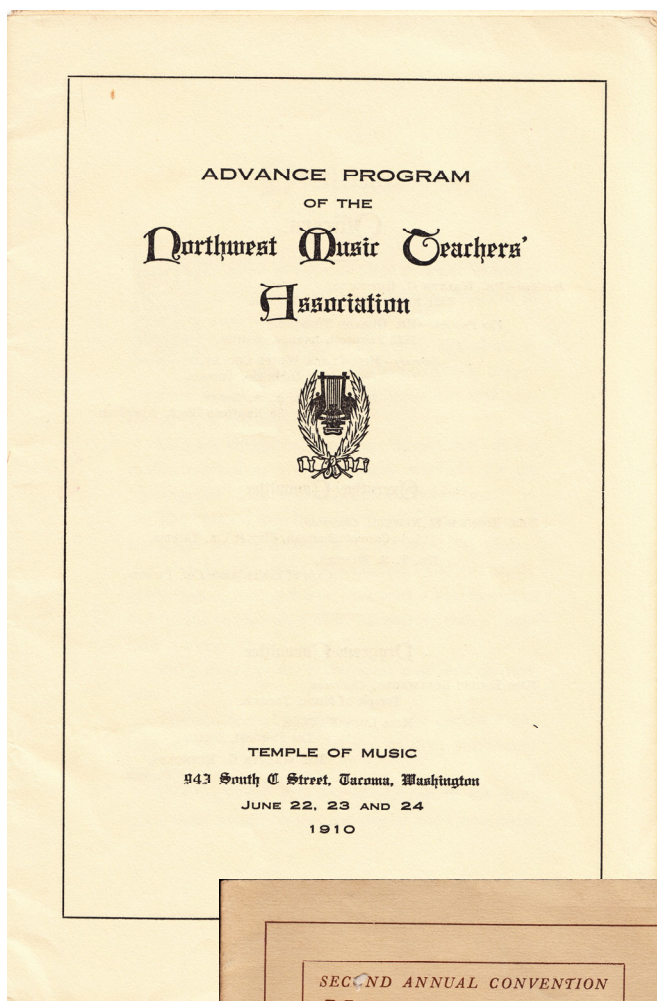 ADVANCE PROGRAM
OF THE
Northwest Music Teachers'
Association
TEMPLE OF MUSIC
943 South C Street, Tacoma, Washington
JUNE 22, 23 AND 24
1910
SECOND ANNUAL CONVENTION